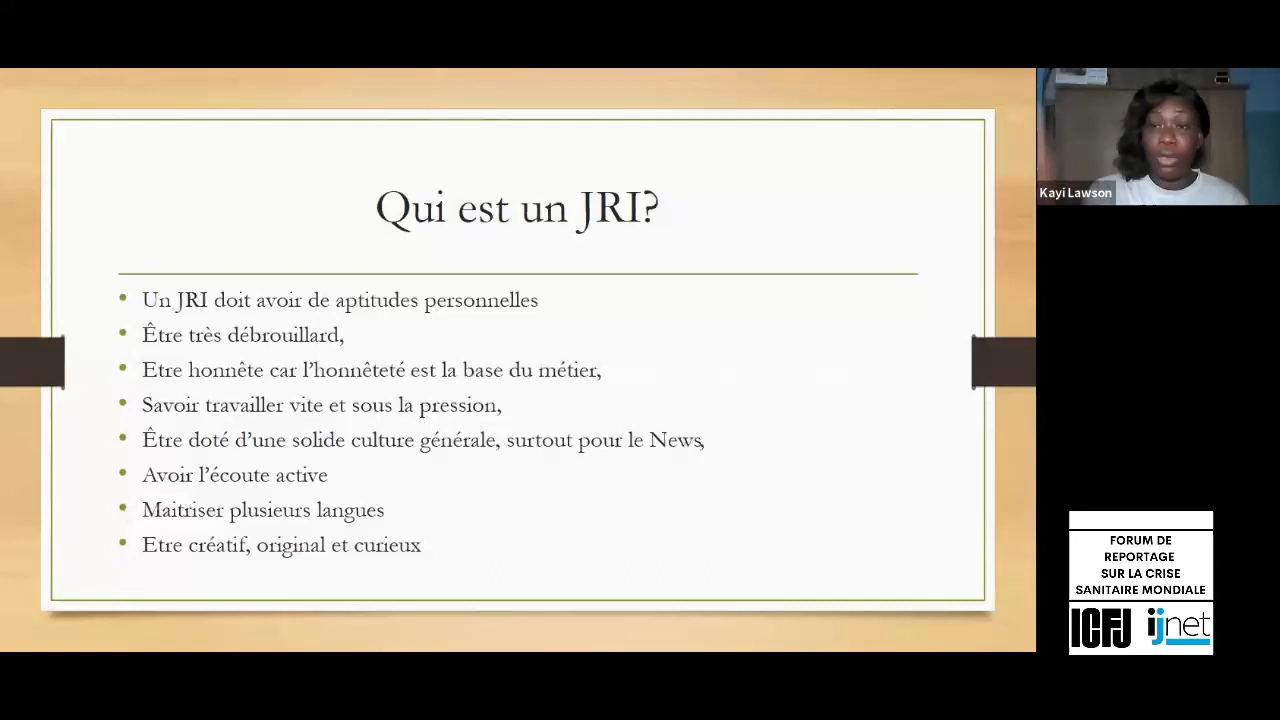 Qui est un JRI?
Un JRI doit avoir de aptitudes personnelles
Être très débrouillard,
Etre honnête car l’honnêteté est la base du métier,
Savoir travailler vite et sous la pression,
Être doté d’une solide culture générale, surtout pour le News,
Avoir l’écoute active
Maitriser plusieurs langues
Etre créatif, original et curieux
Kayi Lawson
FORUM DE
REPORTAGE
SUR LA CRISE
SANITAIRE MONDIALE
ICFJ ijnet